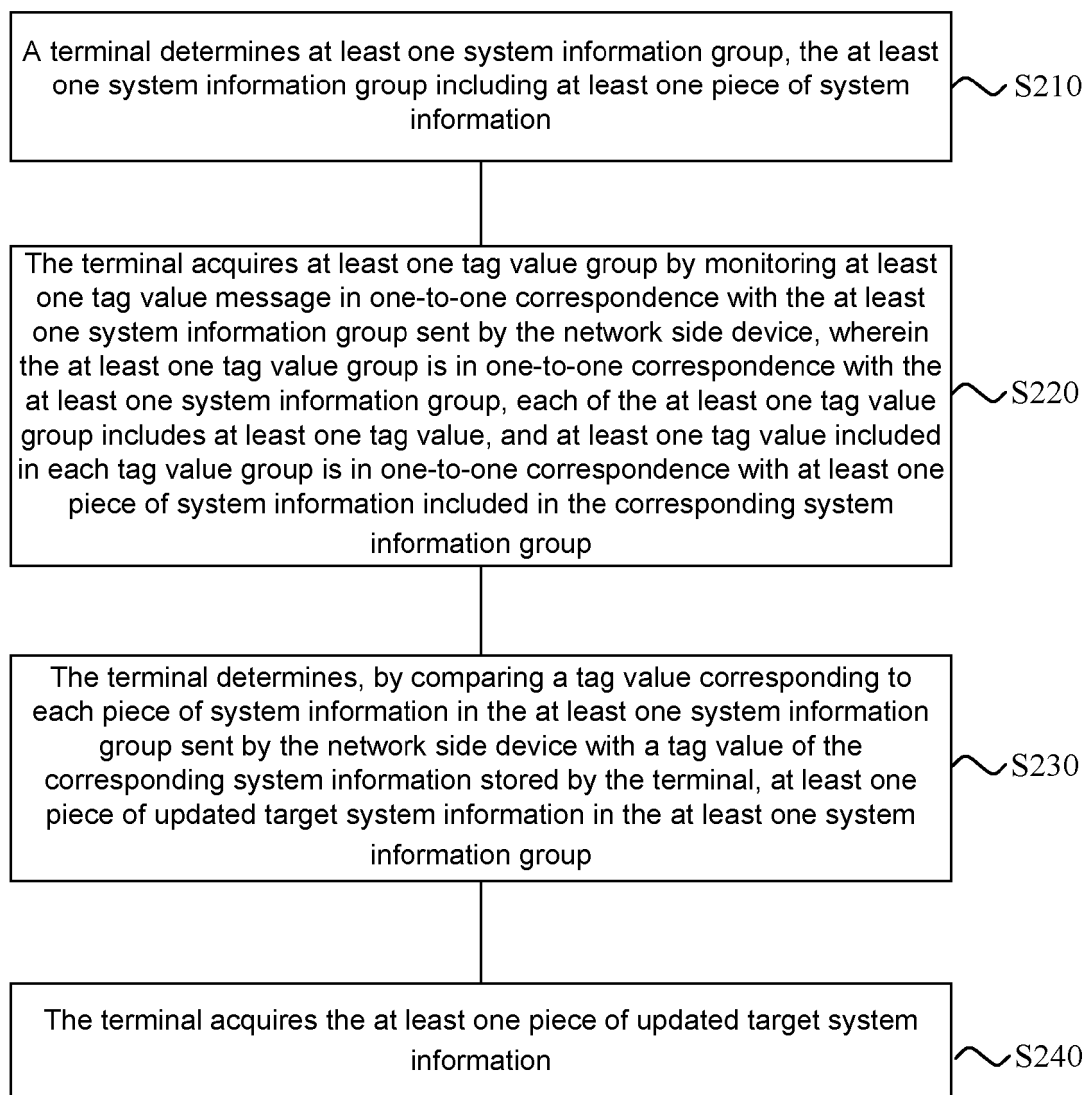 A terminal determines at least one system information group, the at least
one system information group including at least one piece of system
information
S210
The terminal acquires at least one tag value group by monitoring at least
one tag value message in one-to-one correspondence with the at least
one system information group sent by the network side device, wherein
the at least one tag value group is in one-to-one correspondence with the
at least one system information group, each of the at least one tag value
group includes at least one tag value, and at least one tag value included
in each tag value group is in one-to-one correspondence with at least one
piece of system information included in the corresponding system
information group
S220
The terminal determines, by comparing a tag value corresponding to
each piece of system information in the at least one system information
group sent by the network side device with a tag value of the
corresponding system information stored by the terminal, at least one
piece of updated target system information in the at least one system
information group
S230
The terminal acquires the at least one piece of updated target system
information
S240